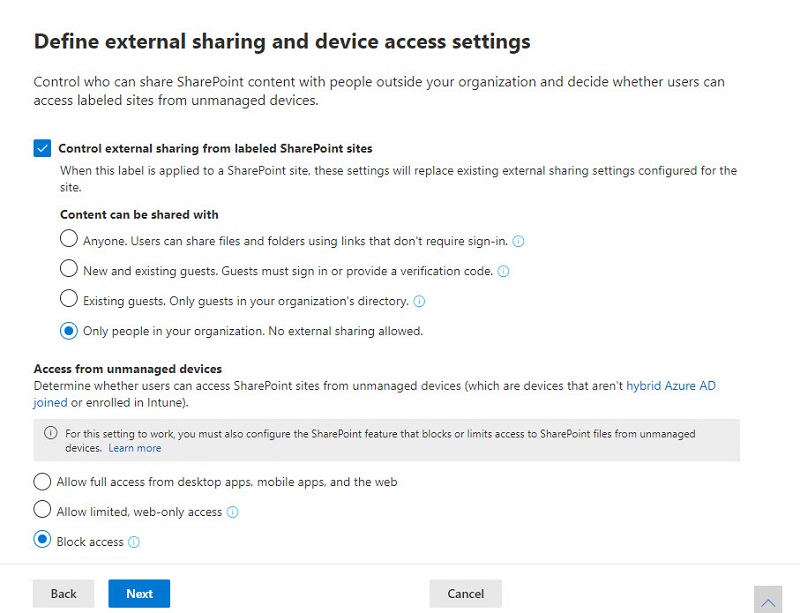 Define external sharing and device access settings
Control who can share SharePoint content with people outside your organization and decide whether users can
access labeled sites from unmanaged devices.
Control external sharing from labeled SharePoint sites
When this label is applied to a SharePoint site, these settings will replace existing external sharing settings configured for the
site.
Content can be shared with
Anyone. Users can share files and folders using links that don't require sign-in.
New and existing guests. Guests must sign in or provide a verification code.
Existing guests. Only guests in your organization's directory.
Only people in your organization. No external sharing allowed.
Access from unmanaged devices
Determine whether users can access SharePoint sites from unmanaged devices (which are devices that aren't hybrid Azure AD
joined or enrolled in Intune).
For this setting to work, you must also configure the SharePoint feature that blocks or limits access to SharePoint files from unmanaged
devices. Learn more
Allow full access from desktop apps, mobile apps, and the web
Allow limited, web-only access
Block access
Back Next Cancel